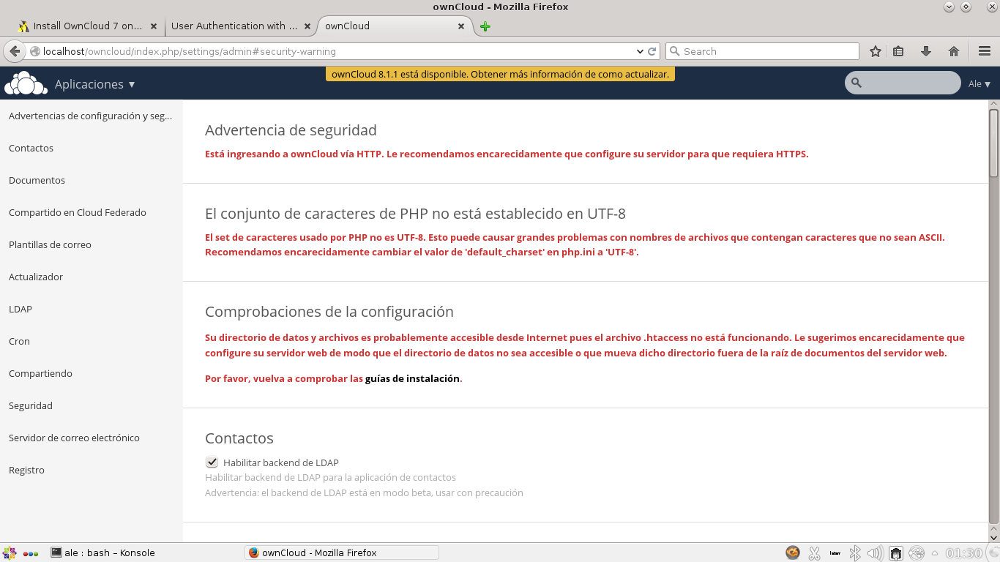 ownCloud - Mozilla Firefox
Install OwnCloud 7 on...
User Authentication with ...
ownCloud
localhost/owncloud/index.php/settings/admin#security-warning
Search
ownCloud 8.1.1 está disponible. Obtener más información de como actualizar.
Aplicaciones ▼
Ale ▼
Advertencias de configuración y seg...
Contactos
Documentos
Compartido en Cloud Federado
Plantillas de correo
Actualizador
LDAP
Cron
Compartiendo
Seguridad
Servidor de correo electrónico
Registro
Advertencia de seguridad
Está ingresando a ownCloud vía HTTP. Le recomendamos encarecidamente que configure su servidor para que requiera HTTPS.
El conjunto de caracteres de PHP no está establecido en UTF-8
El set de caracteres usado por PHP no es UTF-8. Esto puede causar grandes problemas con nombres de archivos que contengan caracteres que no sean ASCII.
Recomendamos encarecidamente cambiar el valor de 'default_charset' en php.ini a 'UTF-8'.
Comprobaciones de la configuración
Su directorio de datos y archivos es probablemente accesible desde Internet pues el archivo .htaccess no está funcionando. Le sugerimos encarecidamente que
configure su servidor web de modo que el directorio de datos no sea accesible o que mueva dicho directorio fuera de la raíz de documentos del servidor web.
Por favor, vuelva a comprobar las guías de instalación.
Contactos
Habilitar backend de LDAP
Habilitar backend de LDAP para la aplicación de contactos
Advertencia: el backend de LDAP está en modo beta, usar con precaución
ale : bash – Konsole
ownCloud - Mozilla Firefox
01:30